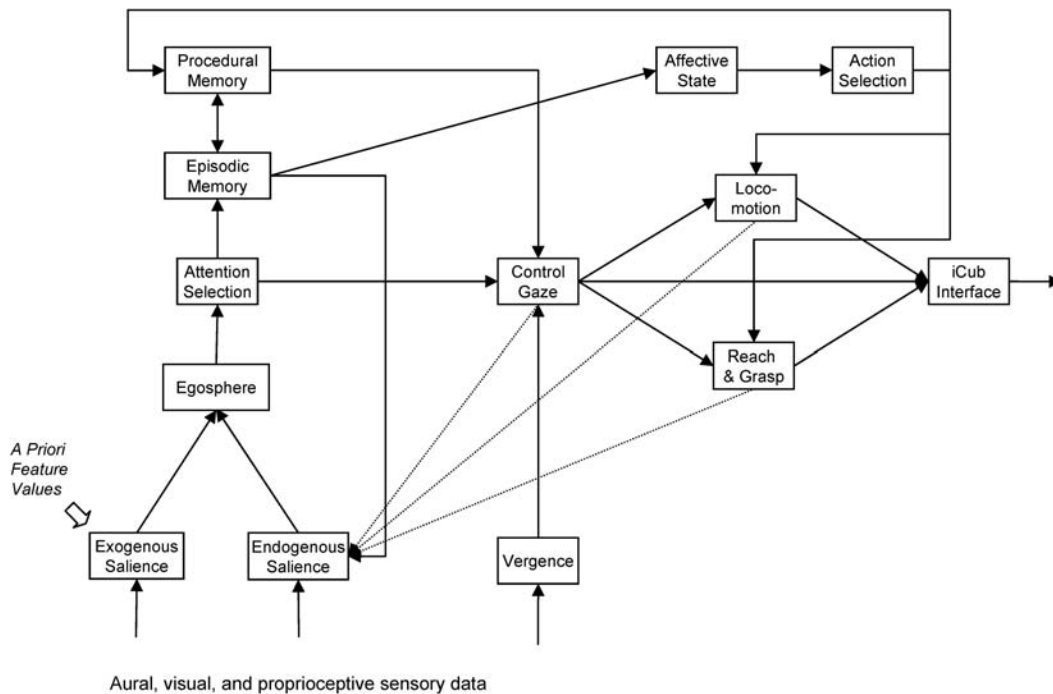 Procedural
Memory
Affective
State
Action
Selection
Episodic
Memory
Loco-
motion
Attention
Selection
Control
Gaze
iCub
Interface
Reach
& Grasp
Egosphere
A Priori
Feature
Values
Exogenous
Salience
Endogenous
Salience
Vergence
Aural, visual, and proprioceptive sensory data